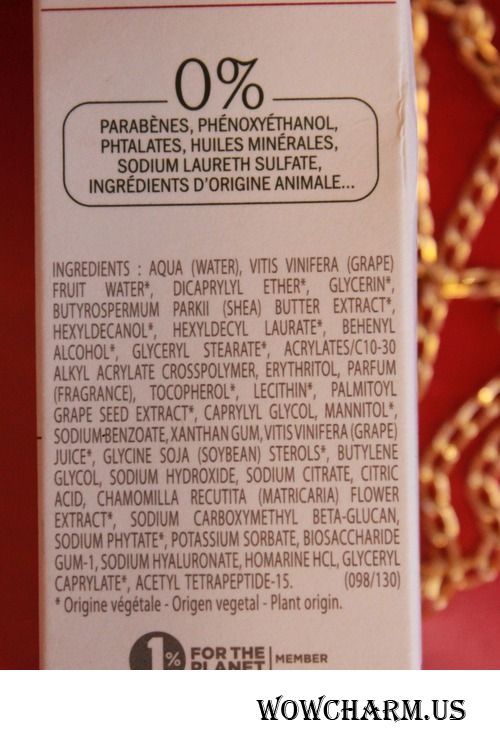 0%
PARABÈNES, PHÉNOXYÉTHANOL,
PHTALATES, HUILES MINÉRALES,
SODIUM LAURETH SULFATE,
INGRÉDIENTS D'ORIGINE ANIMALE...
INGREDIENTS : AQUA (WATER), VITIS VINIFERA (GRAPE)
FRUIT WATER*, DICAPRYLYL ETHER*, GLYCERIN*,
BUTYROSPERMUM PARKII (SHEA) BUTTER EXTRACT*,
HEXYLDECANOL*, HEXYLDECYL LAURATE*, BEHENYL
ALCOHOL*, GLYCERYL STEARATE*, ACRYLATES/C10-30
ALKYL ACRYLATE CROSSPOLYMER, ERYTHRITOL, PARFUM
(FRAGRANCE), TOCOPHEROL*, LECITHIN*, PALMITOYL
GRAPE SEED EXTRACT*, CAPRYLYL GLYCOL, MANNITOL*,
SODIUM BENZOATE, XANTHAN GUM, VITIS VINIFERA (GRAPE)
JUICE*, GLYCINE SOJA (SOYBEAN) STEROLS*, BUTYLENE
GLYCOL, SODIUM HYDROXIDE, SODIUM CITRATE, CITRIC
ACID, CHAMOMILLA RECUTITA (MATRICARIA) FLOWER
EXTRACT*, SODIUM CARBOXYMETHYL BETA-GLUCAN,
SODIUM PHYTATE*, POTASSIUM SORBATE, BIOSACCHARIDE
GUM-1, SODIUM HYALURONATE, HOMARINE HCL, GLYCERYL
CAPRYLATE*, ACETYL TETRAPEPTIDE-15. (098/130)
* Origine végétale - Origen vegetal - Plant origin.
1% FOR THE
PLANET MEMBER
WOWCHARM.US